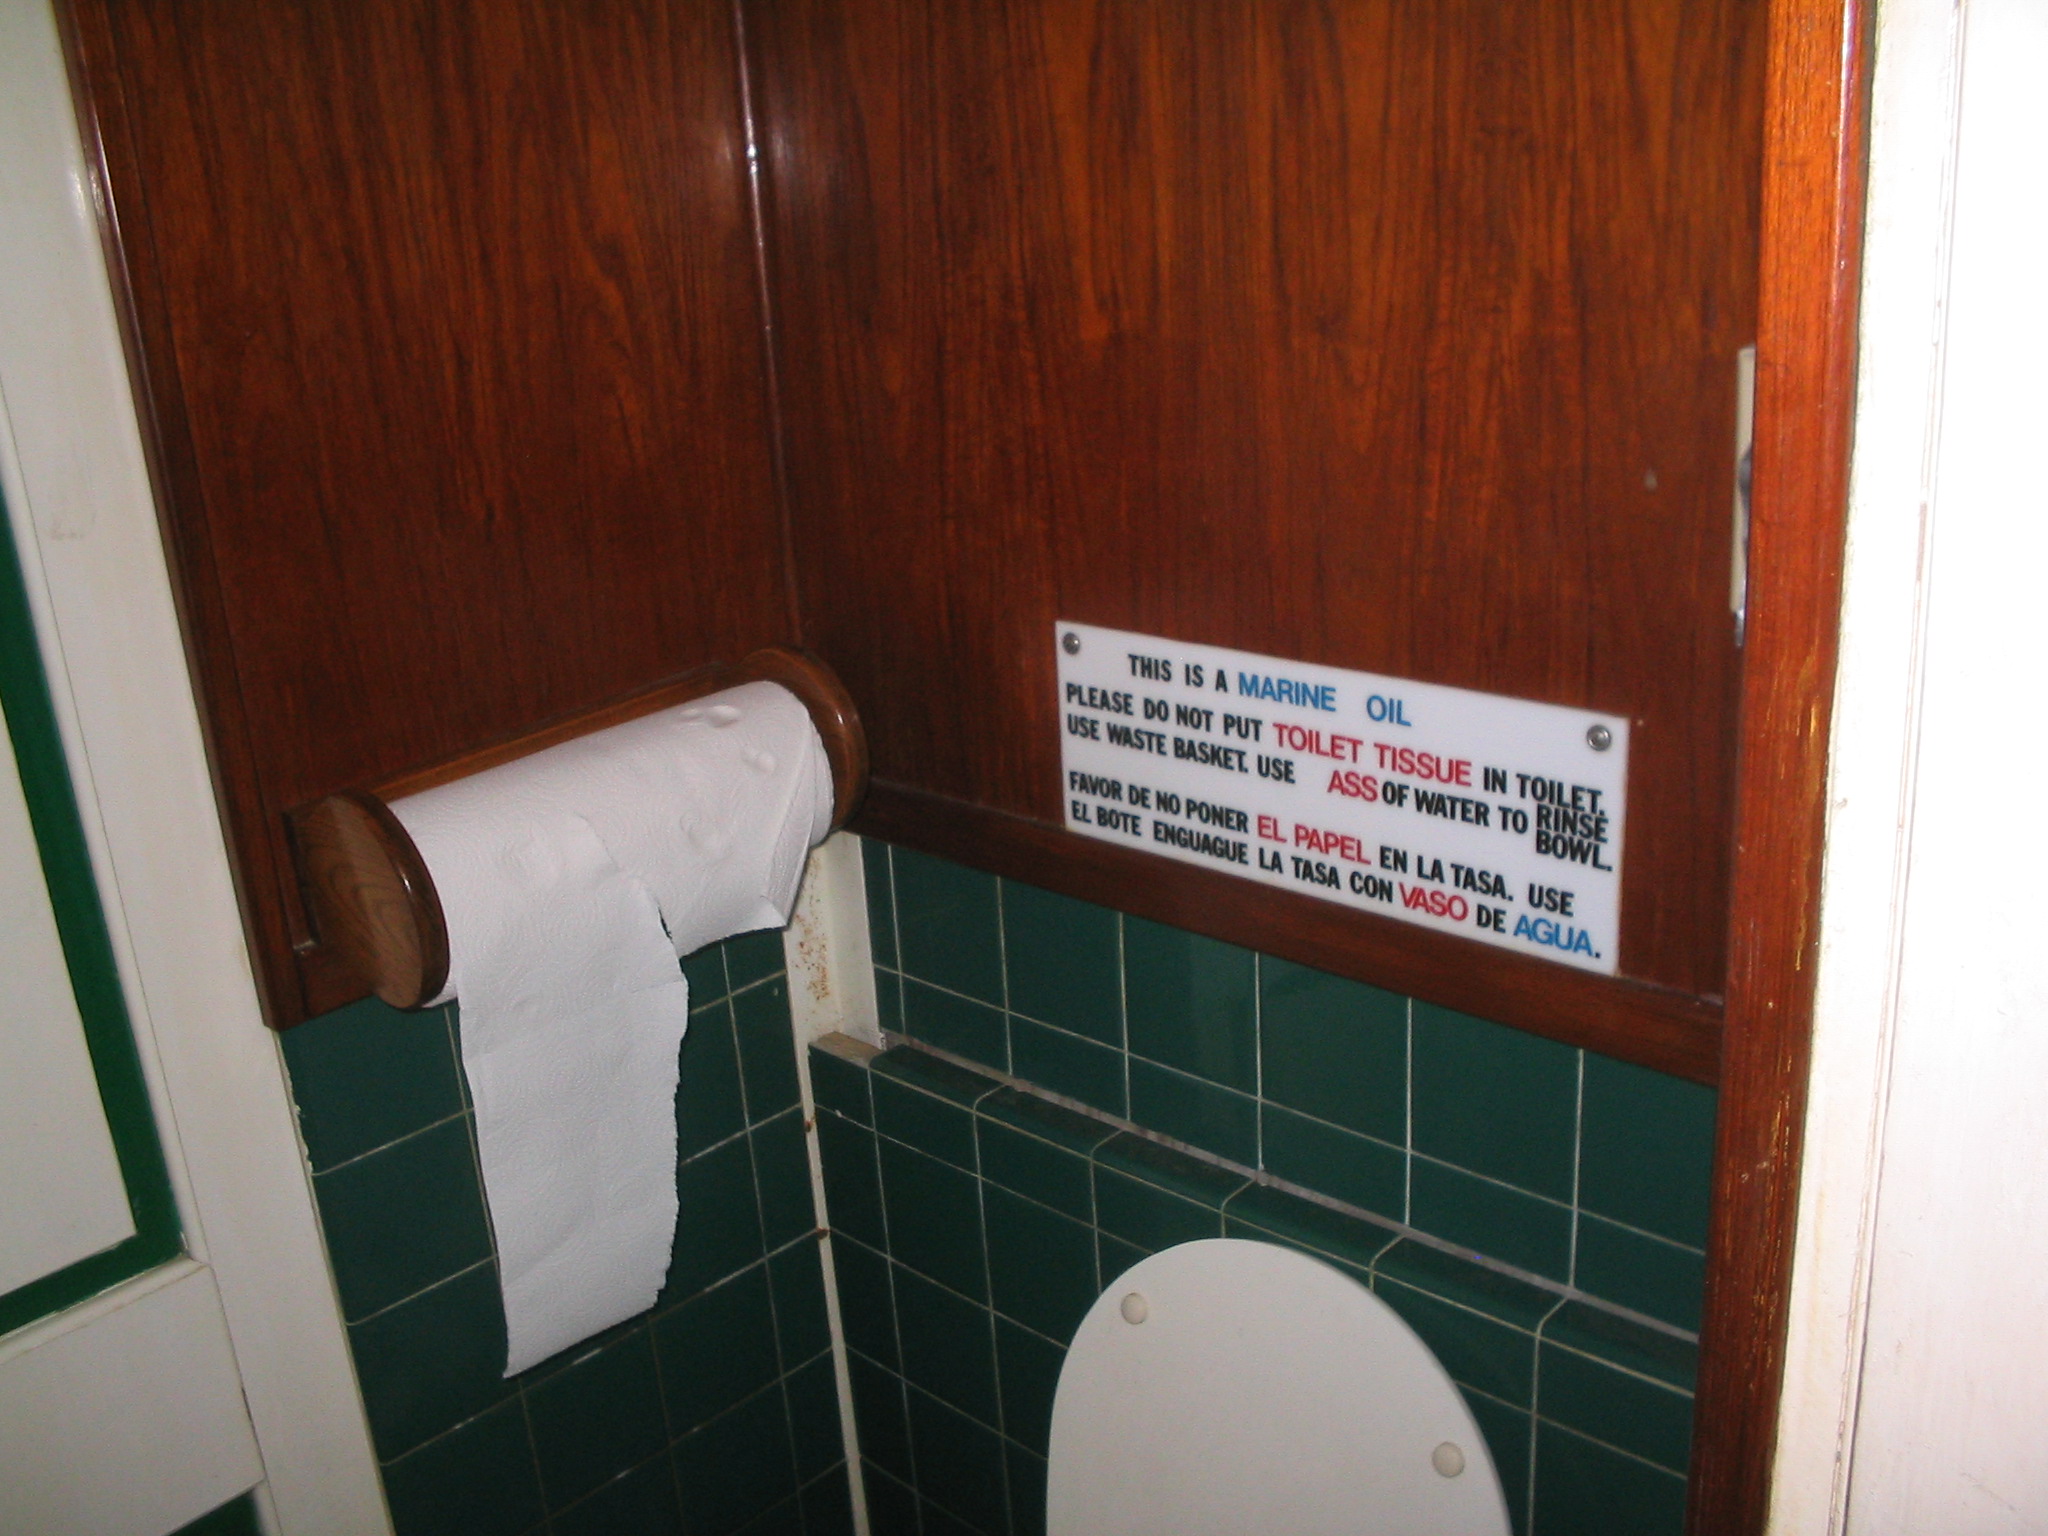 THIS IS A MARINE OIL
PLEASE DO NOT PUT TOILET TISSUE IN TOILET.
USE WASTE BASKET. USE ASS OF WATER TO RINSE
BOWL.
FAVOR DE NO PONER EL PAPEL EN LA TASA. USE
EL BOTE ENGUAGUE LA TASA CON VASO DE AGUA.